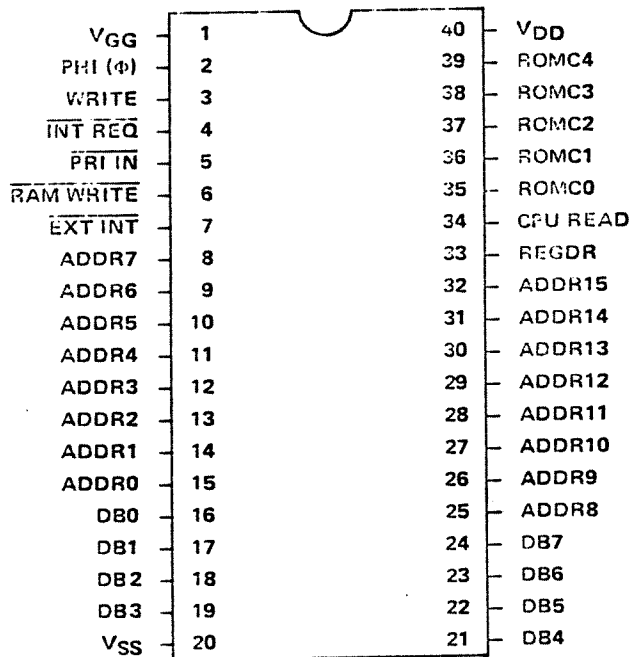 VGG 1 40 VDD
PHI (Φ) 2 39 ROMC4
WRITE 3 38 ROMC3
INT REQ 4 37 ROMC2
PRI IN 5 36 ROMC1
RAM WRITE 6 35 ROMC0
EXT INT 7 34 CPU READ
ADDR7 8 33 REGDR
ADDR6 9 32 ADDR15
ADDR5 10 31 ADDR14
ADDR4 11 30 ADDR13
ADDR3 12 29 ADDR12
ADDR2 13 28 ADDR11
ADDR1 14 27 ADDR10
ADDR0 15 26 ADDR9
DB0 16 25 ADDR8
DB1 17 24 DB7
DB2 18 23 DB6
DB3 19 22 DB5
VSS 20 21 DB4